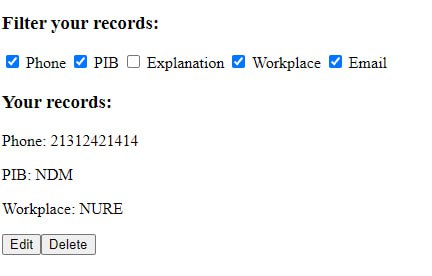 Filter your records:
Phone PIB Explanation Workplace Email
Your records:
Phone: 21312421414
PIB: NDM
Workplace: NURE
Edit Delete